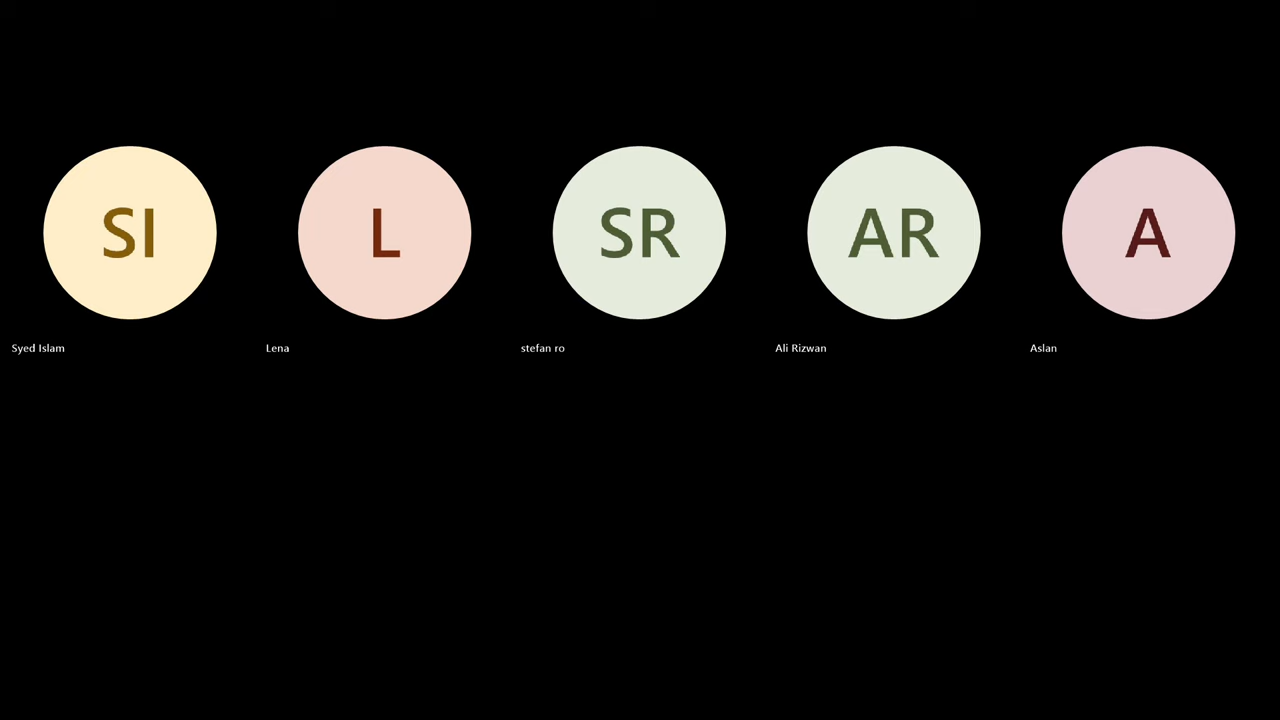 SI
L
SR
AR
A
Syed Islam
Lena
stefan ro
Ali Rizwan
Aslan